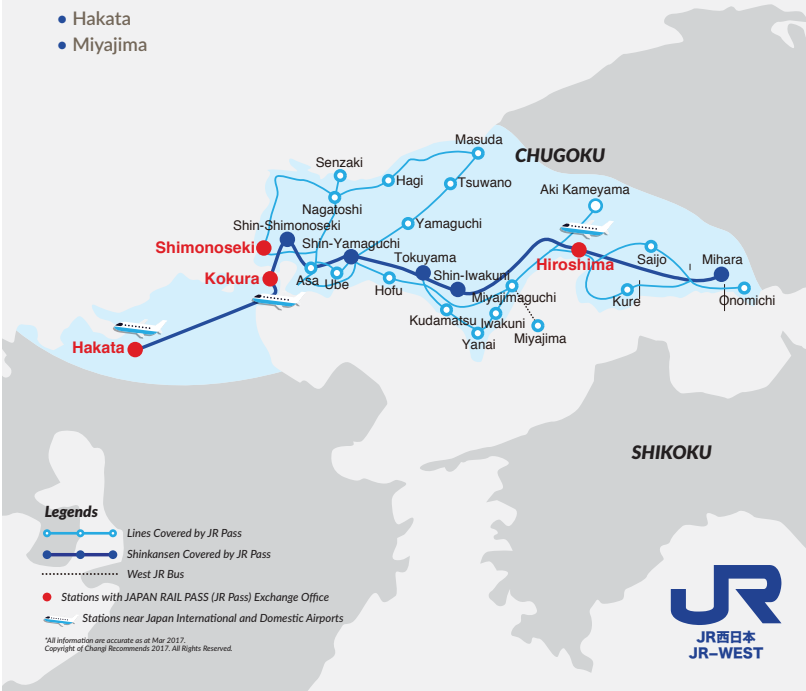 Hakata
Miyajima
Masuda
CHUGOKU
Senzaki
Hagi
Tsuwano
Aki Kameyama
Nagatoshi
Shin-Shimonoseki
Yamaguchi
Shimonoseki
Shin-Yamaguchi
Tokuyama
Saijo
Mihara
Hiroshima
Kokura
Asa
Ube
Hofu
Shin-Iwakuni
Miyajimaguchi
Kure
Onomichi
Kudamatsu
Iwakuni
Yanai
Miyajima
Hakata
SHIKOKU
Legends
Lines Covered by JR Pass
Shinkansen Covered by JR Pass
West JR Bus
Stations with JAPAN RAIL PASS (JR Pass) Exchange Office
Stations near Japan International and Domestic Airports
*All information are accurate as at Mar 2017.
Copyright of Changi Recommends 2017. All Rights Reserved.
JR
JR西日本
JR–WEST